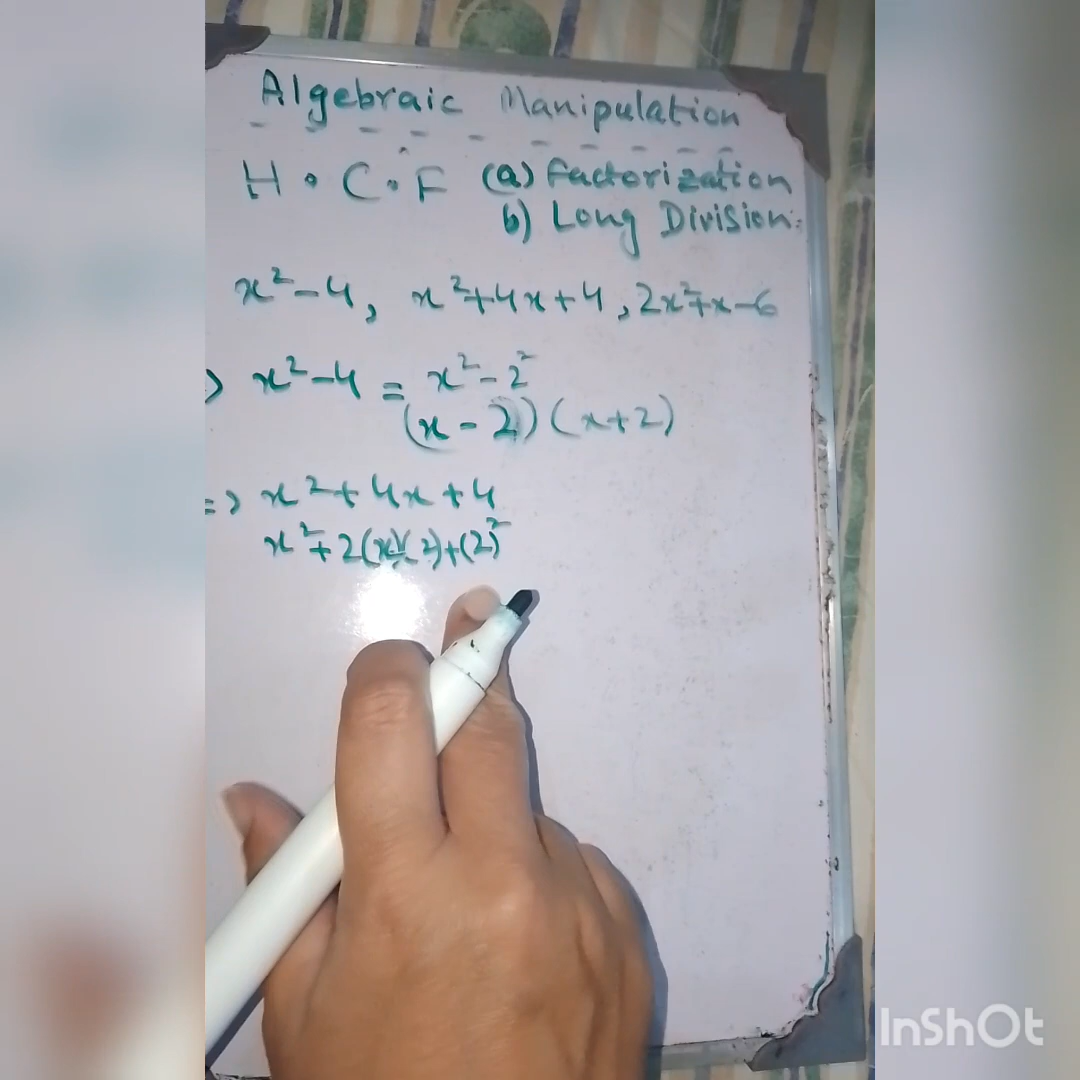 Algebraic Manipulation
H.C.F (a) Factorization
b) Long Division:
x²-4, x²+4x+4, 2x²+x-6
⇒ x²-4 = x²-2²
(x-2)(x+2)
=> x²+4x+4
x²+2(x)(2)+(2)²
InShOt